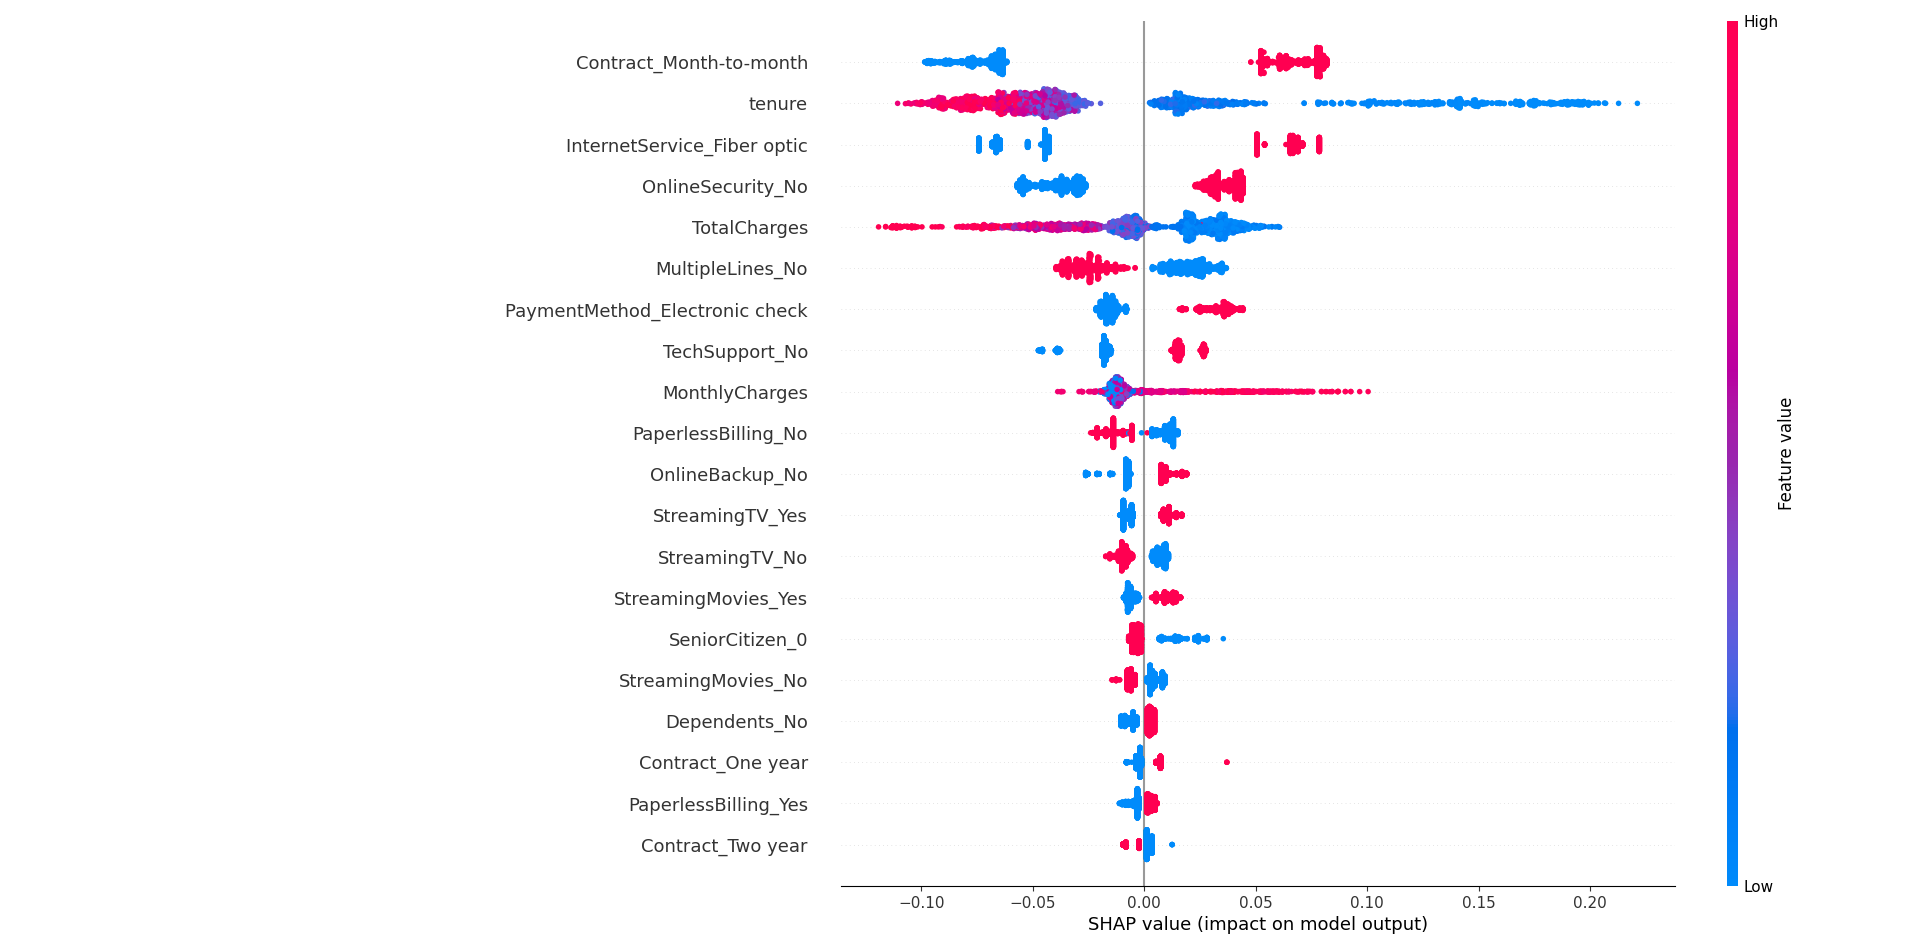 High
Contract_Month-to-month
tenure
InternetService_Fiber optic
OnlineSecurity_No
TotalCharges
MultipleLines_No
PaymentMethod_Electronic check
TechSupport_No
MonthlyCharges
PaperlessBilling_No
OnlineBackup_No
StreamingTV_Yes
StreamingTV_No
StreamingMovies_Yes
SeniorCitizen_0
StreamingMovies_No
Dependents_No
Contract_One year
PaperlessBilling_Yes
Contract_Two year
Feature value
Low
−0.10 −0.05 0.00 0.05 0.10 0.15 0.20
SHAP value (impact on model output)